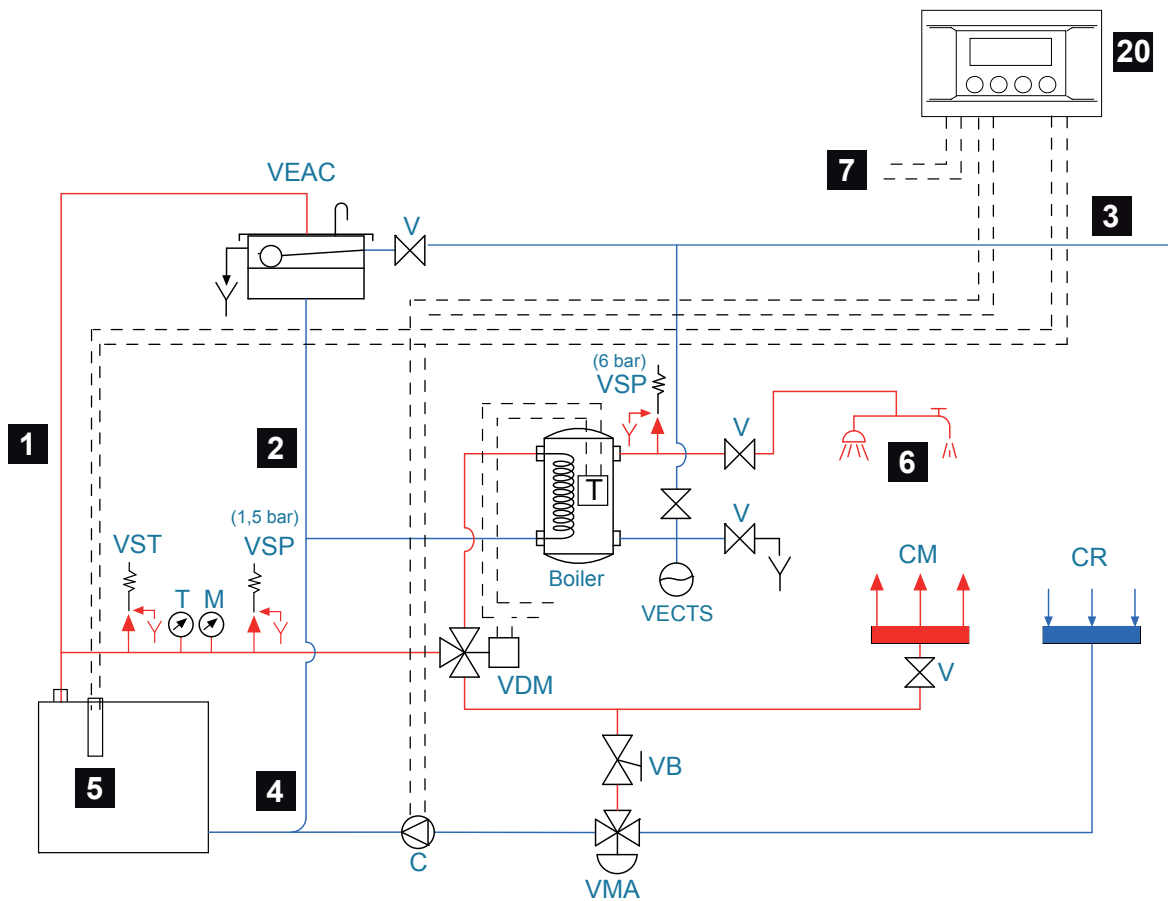 20
7
VEAC
V
3
(6 bar)
VSP
1
2
V
6
(1,5 bar)
VST
VSP
T
V
CM
CR
T
M
Boiler
VECTS
VDM
V
5
4
VB
C
VMA